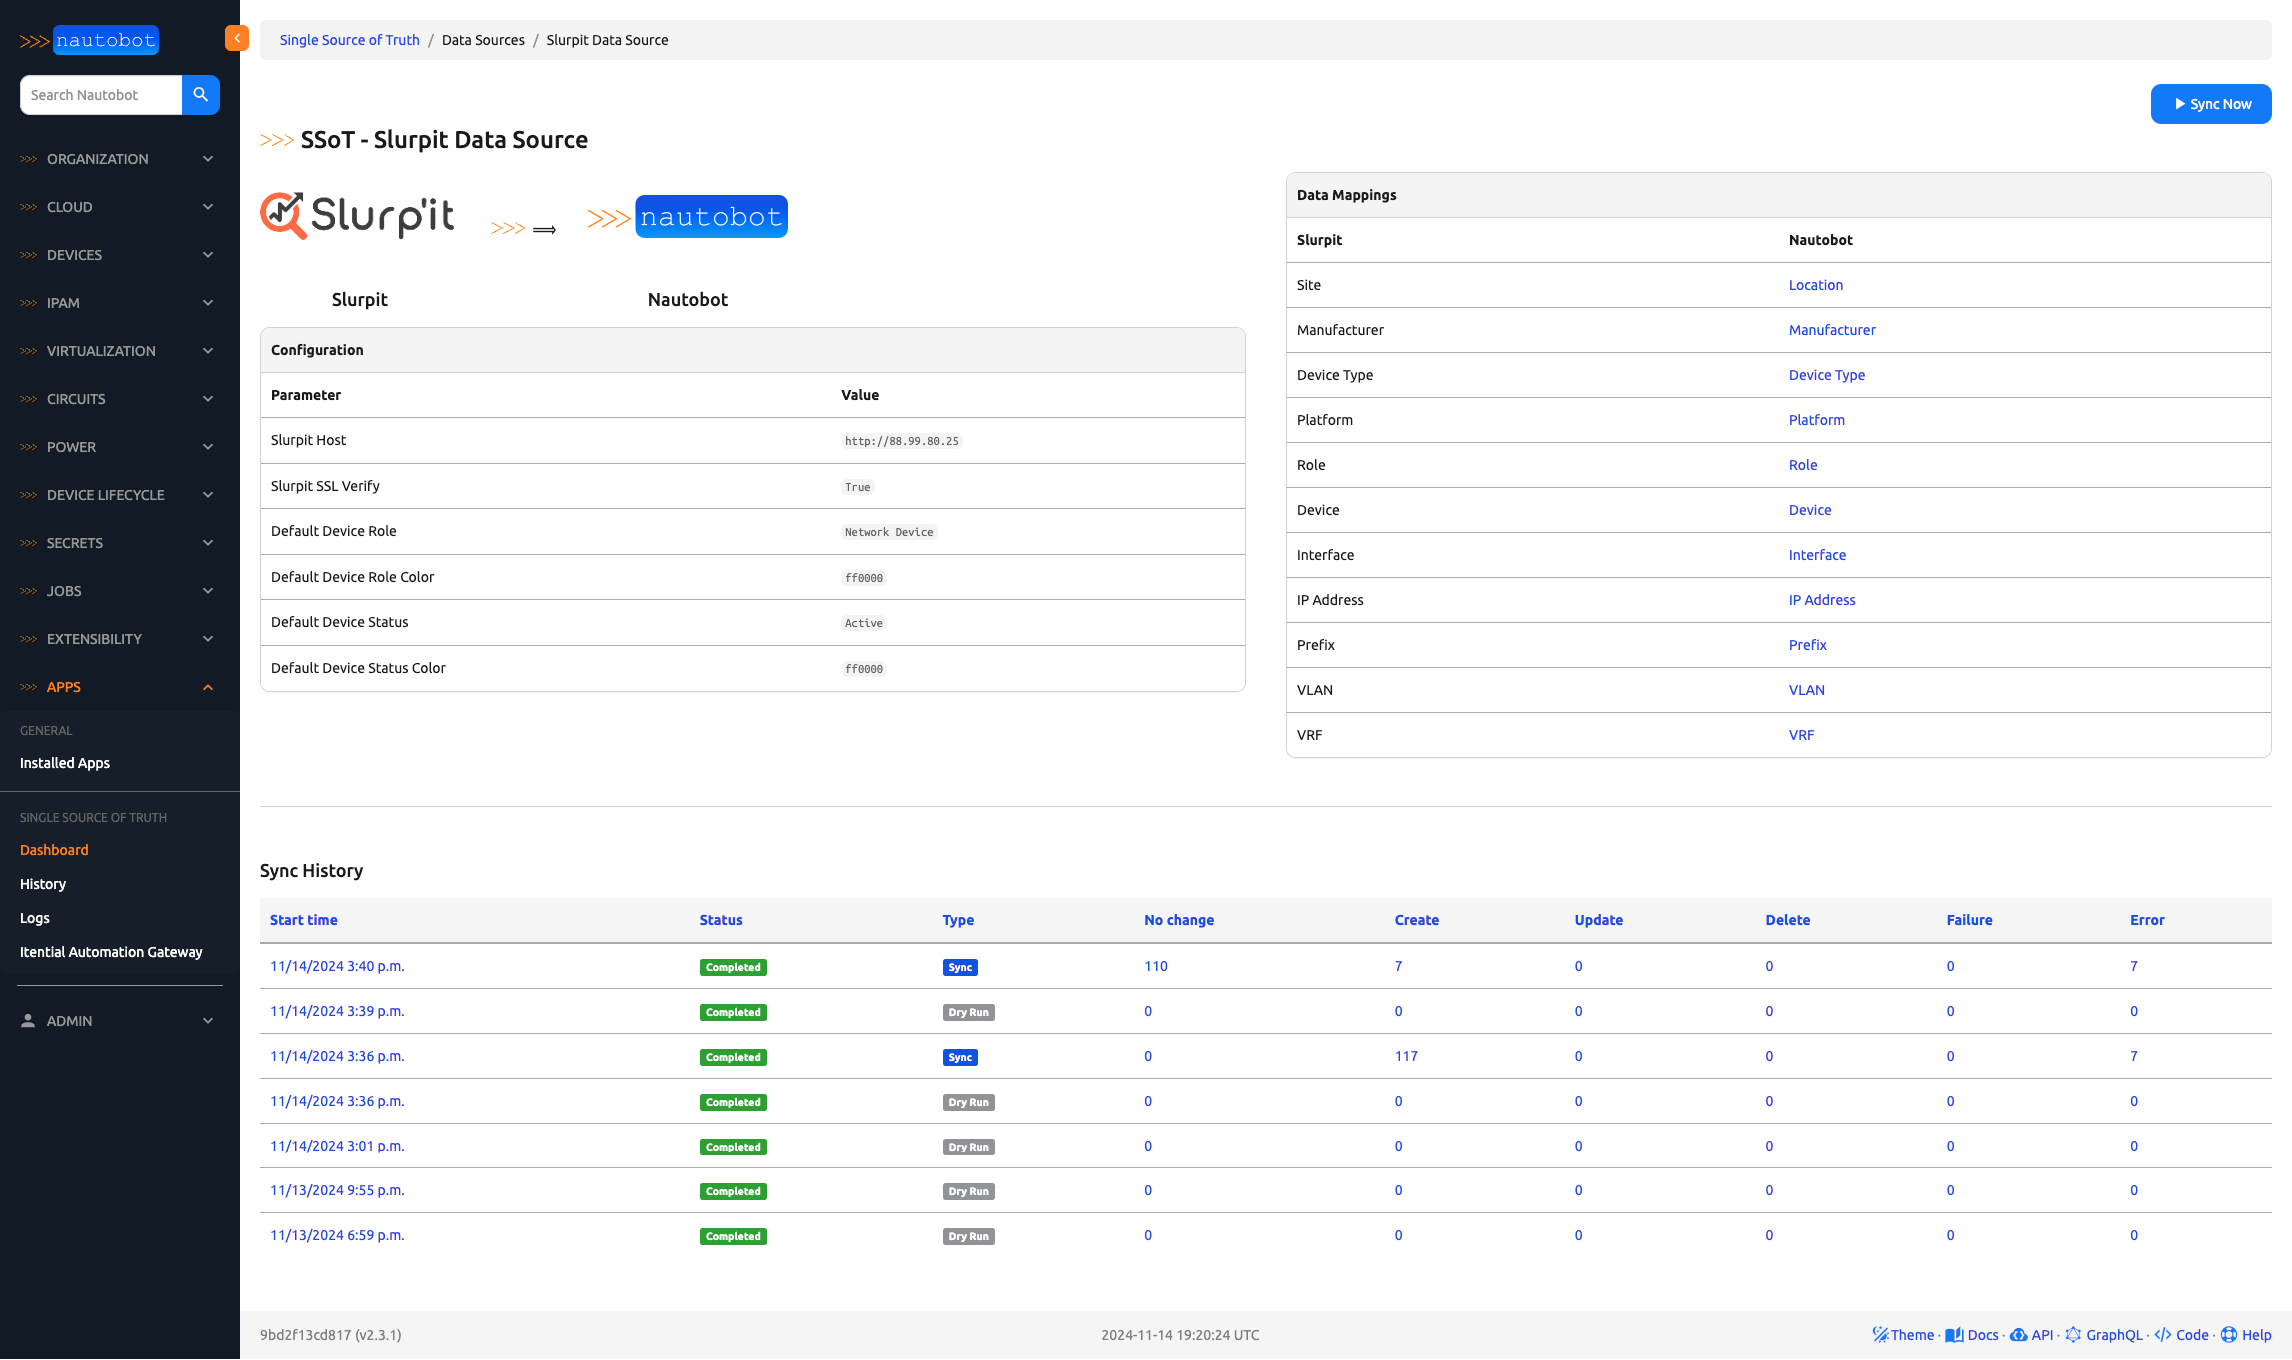 nautobot
Search Nautobot
ORGANIZATION
CLOUD
DEVICES
IPAM
VIRTUALIZATION
CIRCUITS
POWER
DEVICE LIFECYCLE
SECRETS
JOBS
EXTENSIBILITY
APPS
GENERAL
Installed Apps
SINGLE SOURCE OF TRUTH
Dashboard
History
Logs
Itential Automation Gateway
ADMIN
Single Source of Truth / Data Sources / Slurpit Data Source
Sync Now
SSoT - Slurpit Data Source
Slurp'it >>> ⟹ >>> nautobot
Slurpit Nautobot
Configuration
Parameter Value
Slurpit Host http://88.99.80.25
Slurpit SSL Verify True
Default Device Role Network Device
Default Device Role Color ff0000
Default Device Status Active
Default Device Status Color ff0000
Data Mappings
Slurpit Nautobot
Site Location
Manufacturer Manufacturer
Device Type Device Type
Platform Platform
Role Role
Device Device
Interface Interface
IP Address IP Address
Prefix Prefix
VLAN VLAN
VRF VRF
Sync History
Start time Status Type No change Create Update Delete Failure Error
11/14/2024 3:40 p.m. Completed Sync 110 7 0 0 0 7
11/14/2024 3:39 p.m. Completed Dry Run 0 0 0 0 0 0
11/14/2024 3:36 p.m. Completed Sync 0 117 0 0 0 7
11/14/2024 3:36 p.m. Completed Dry Run 0 0 0 0 0 0
11/14/2024 3:01 p.m. Completed Dry Run 0 0 0 0 0 0
11/13/2024 9:55 p.m. Completed Dry Run 0 0 0 0 0 0
11/13/2024 6:59 p.m. Completed Dry Run 0 0 0 0 0 0
9bd2f13cd817 (v2.3.1) 2024-11-14 19:20:24 UTC Theme · Docs · API · GraphQL · Code · Help